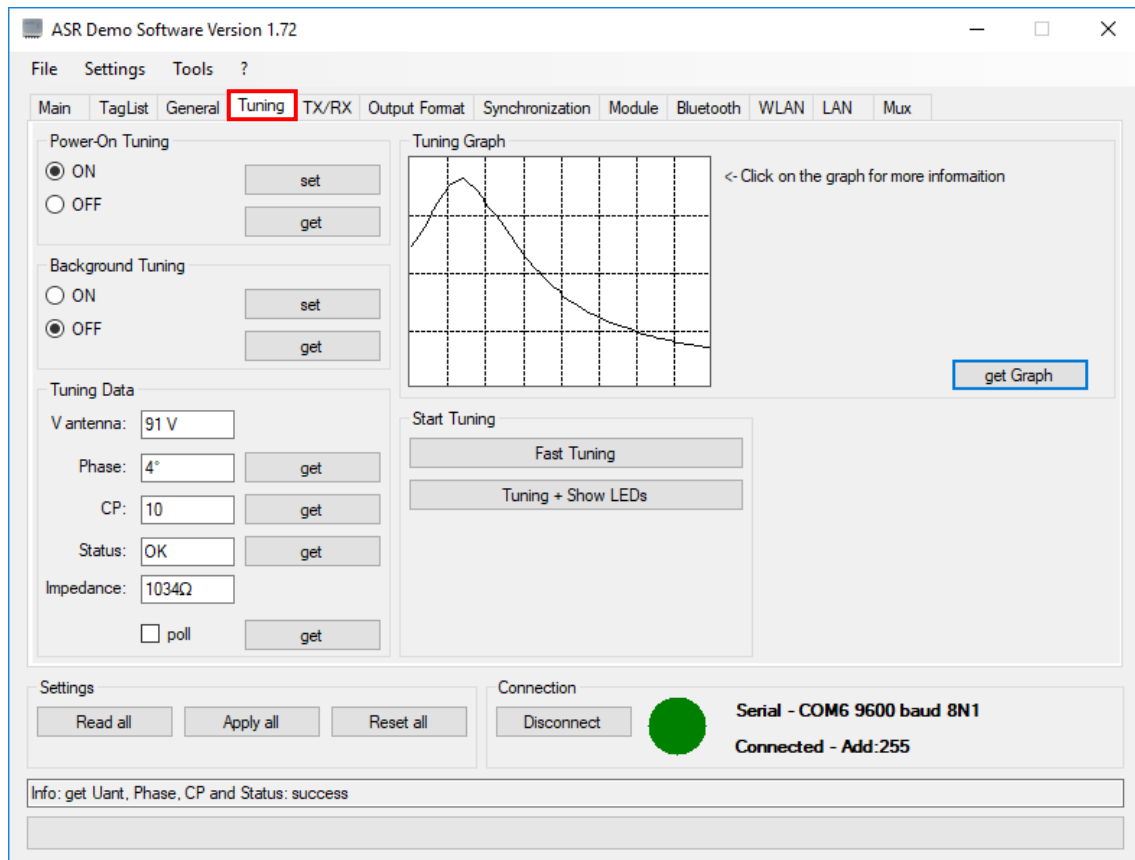 ASR Demo Software Version 1.72
File Settings Tools ?
Main TagList General Tuning TX/RX Output Format Synchronization Module Bluetooth WLAN LAN Mux
Power-On Tuning
ON
set
OFF
get
Background Tuning
ON
set
OFF
get
Tuning Data
V antenna: 91 V
Phase: 4° get
CP: 10 get
Status: OK get
Impedance: 1034Ω
poll get
Tuning Graph
<- Click on the graph for more informaition
get Graph
Start Tuning
Fast Tuning
Tuning + Show LEDs
Settings
Read all Apply all Reset all
Connection
Disconnect
Serial - COM6 9600 baud 8N1
Connected - Add:255
Info: get Uant, Phase, CP and Status: success